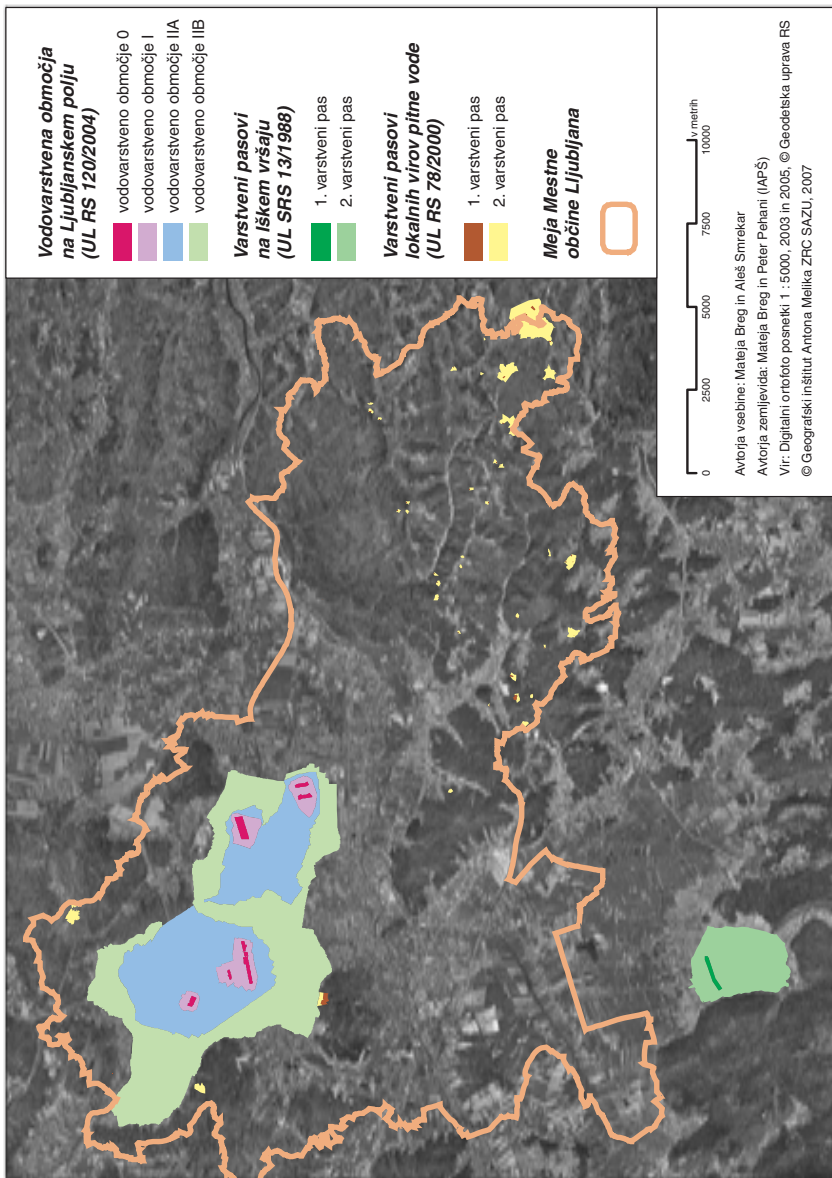 Vodovarstvena območja
na Ljubljanskem polju
(UL RS 120/2004)
vodovarstveno območje 0
vodovarstveno območje I
vodovarstveno območje IIA
vodovarstveno območje IIB
Varstveni pasovi
na Iškem vršaju
(UL SRS 13/1988)
1. varstveni pas
2. varstveni pas
Varstveni pasovi
lokalnih virov pitne vode
(UL RS 78/2000)
1. varstveni pas
2. varstveni pas
Meja Mestne
občine Ljubljana
0 2500 5000 7500 10000
v metrih
Avtorja vsebine: Mateja Breg in Aleš Smrekar
Avtorja zemljevida: Mateja Breg in Peter Pehani (IAPŠ)
Vir: Digitalni ortofoto posnetki 1 : 5000, 2003 in 2005, © Geodetska uprava RS
© Geografski inštitut Antona Melika ZRC SAZU, 2007